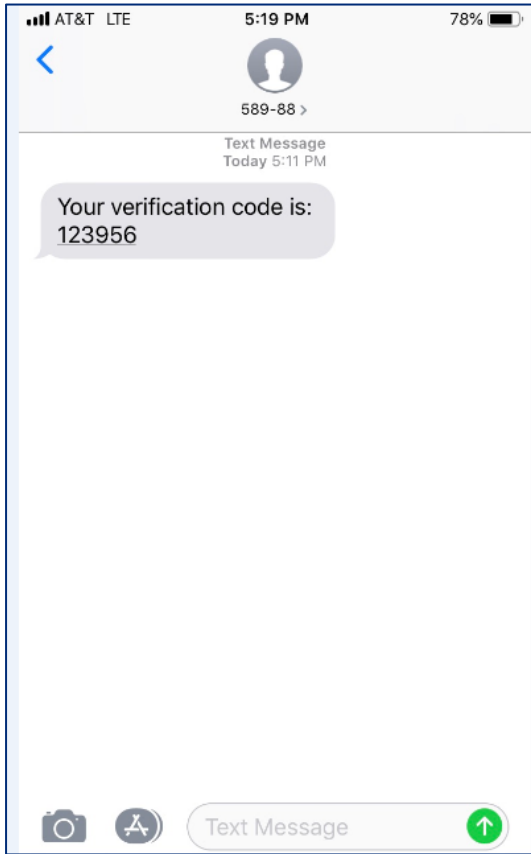 AT&T LTE 5:19 PM 78%
589-88 >
Text Message
Today 5:11 PM
Your verification code is:
123956
Text Message